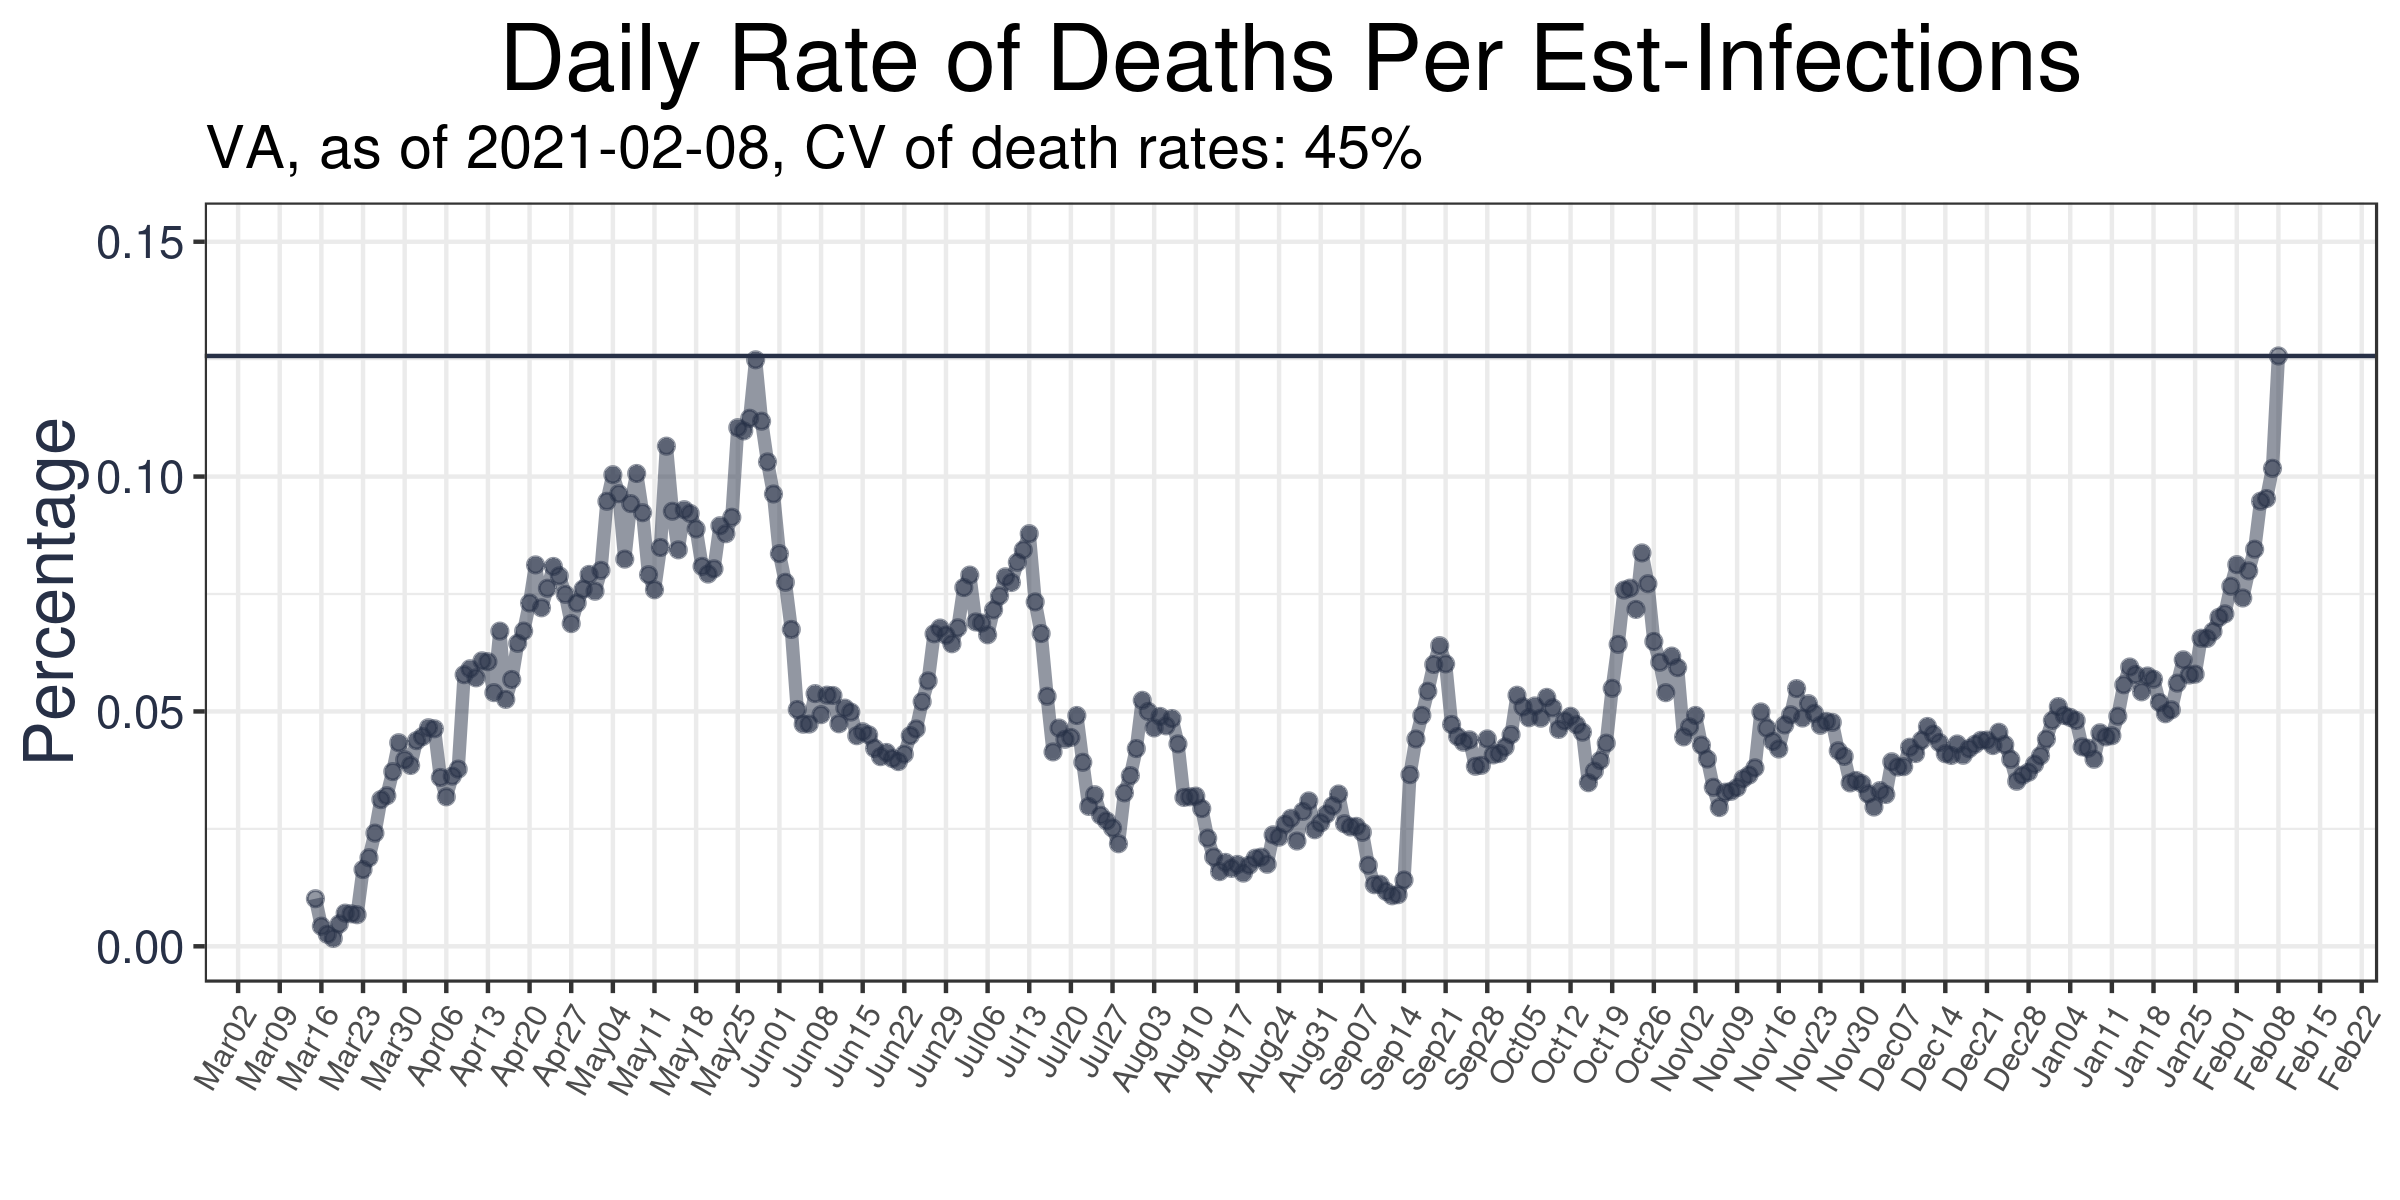 Daily Rate of Deaths Per Est-Infections
VA, as of 2021-02-08, CV of death rates: 45%
Percentage
0.15
0.10
0.05
0.00
Mar02
Mar09
Mar16
Mar23
Mar30
Apr06
Apr13
Apr20
Apr27
May04
May11
May18
May25
Jun01
Jun08
Jun15
Jun22
Jun29
Jul06
Jul13
Jul20
Jul27
Aug03
Aug10
Aug17
Aug24
Aug31
Sep07
Sep14
Sep21
Sep28
Oct05
Oct12
Oct19
Oct26
Nov02
Nov09
Nov16
Nov23
Nov30
Dec07
Dec14
Dec21
Dec28
Jan04
Jan11
Jan18
Jan25
Feb01
Feb08
Feb15
Feb22